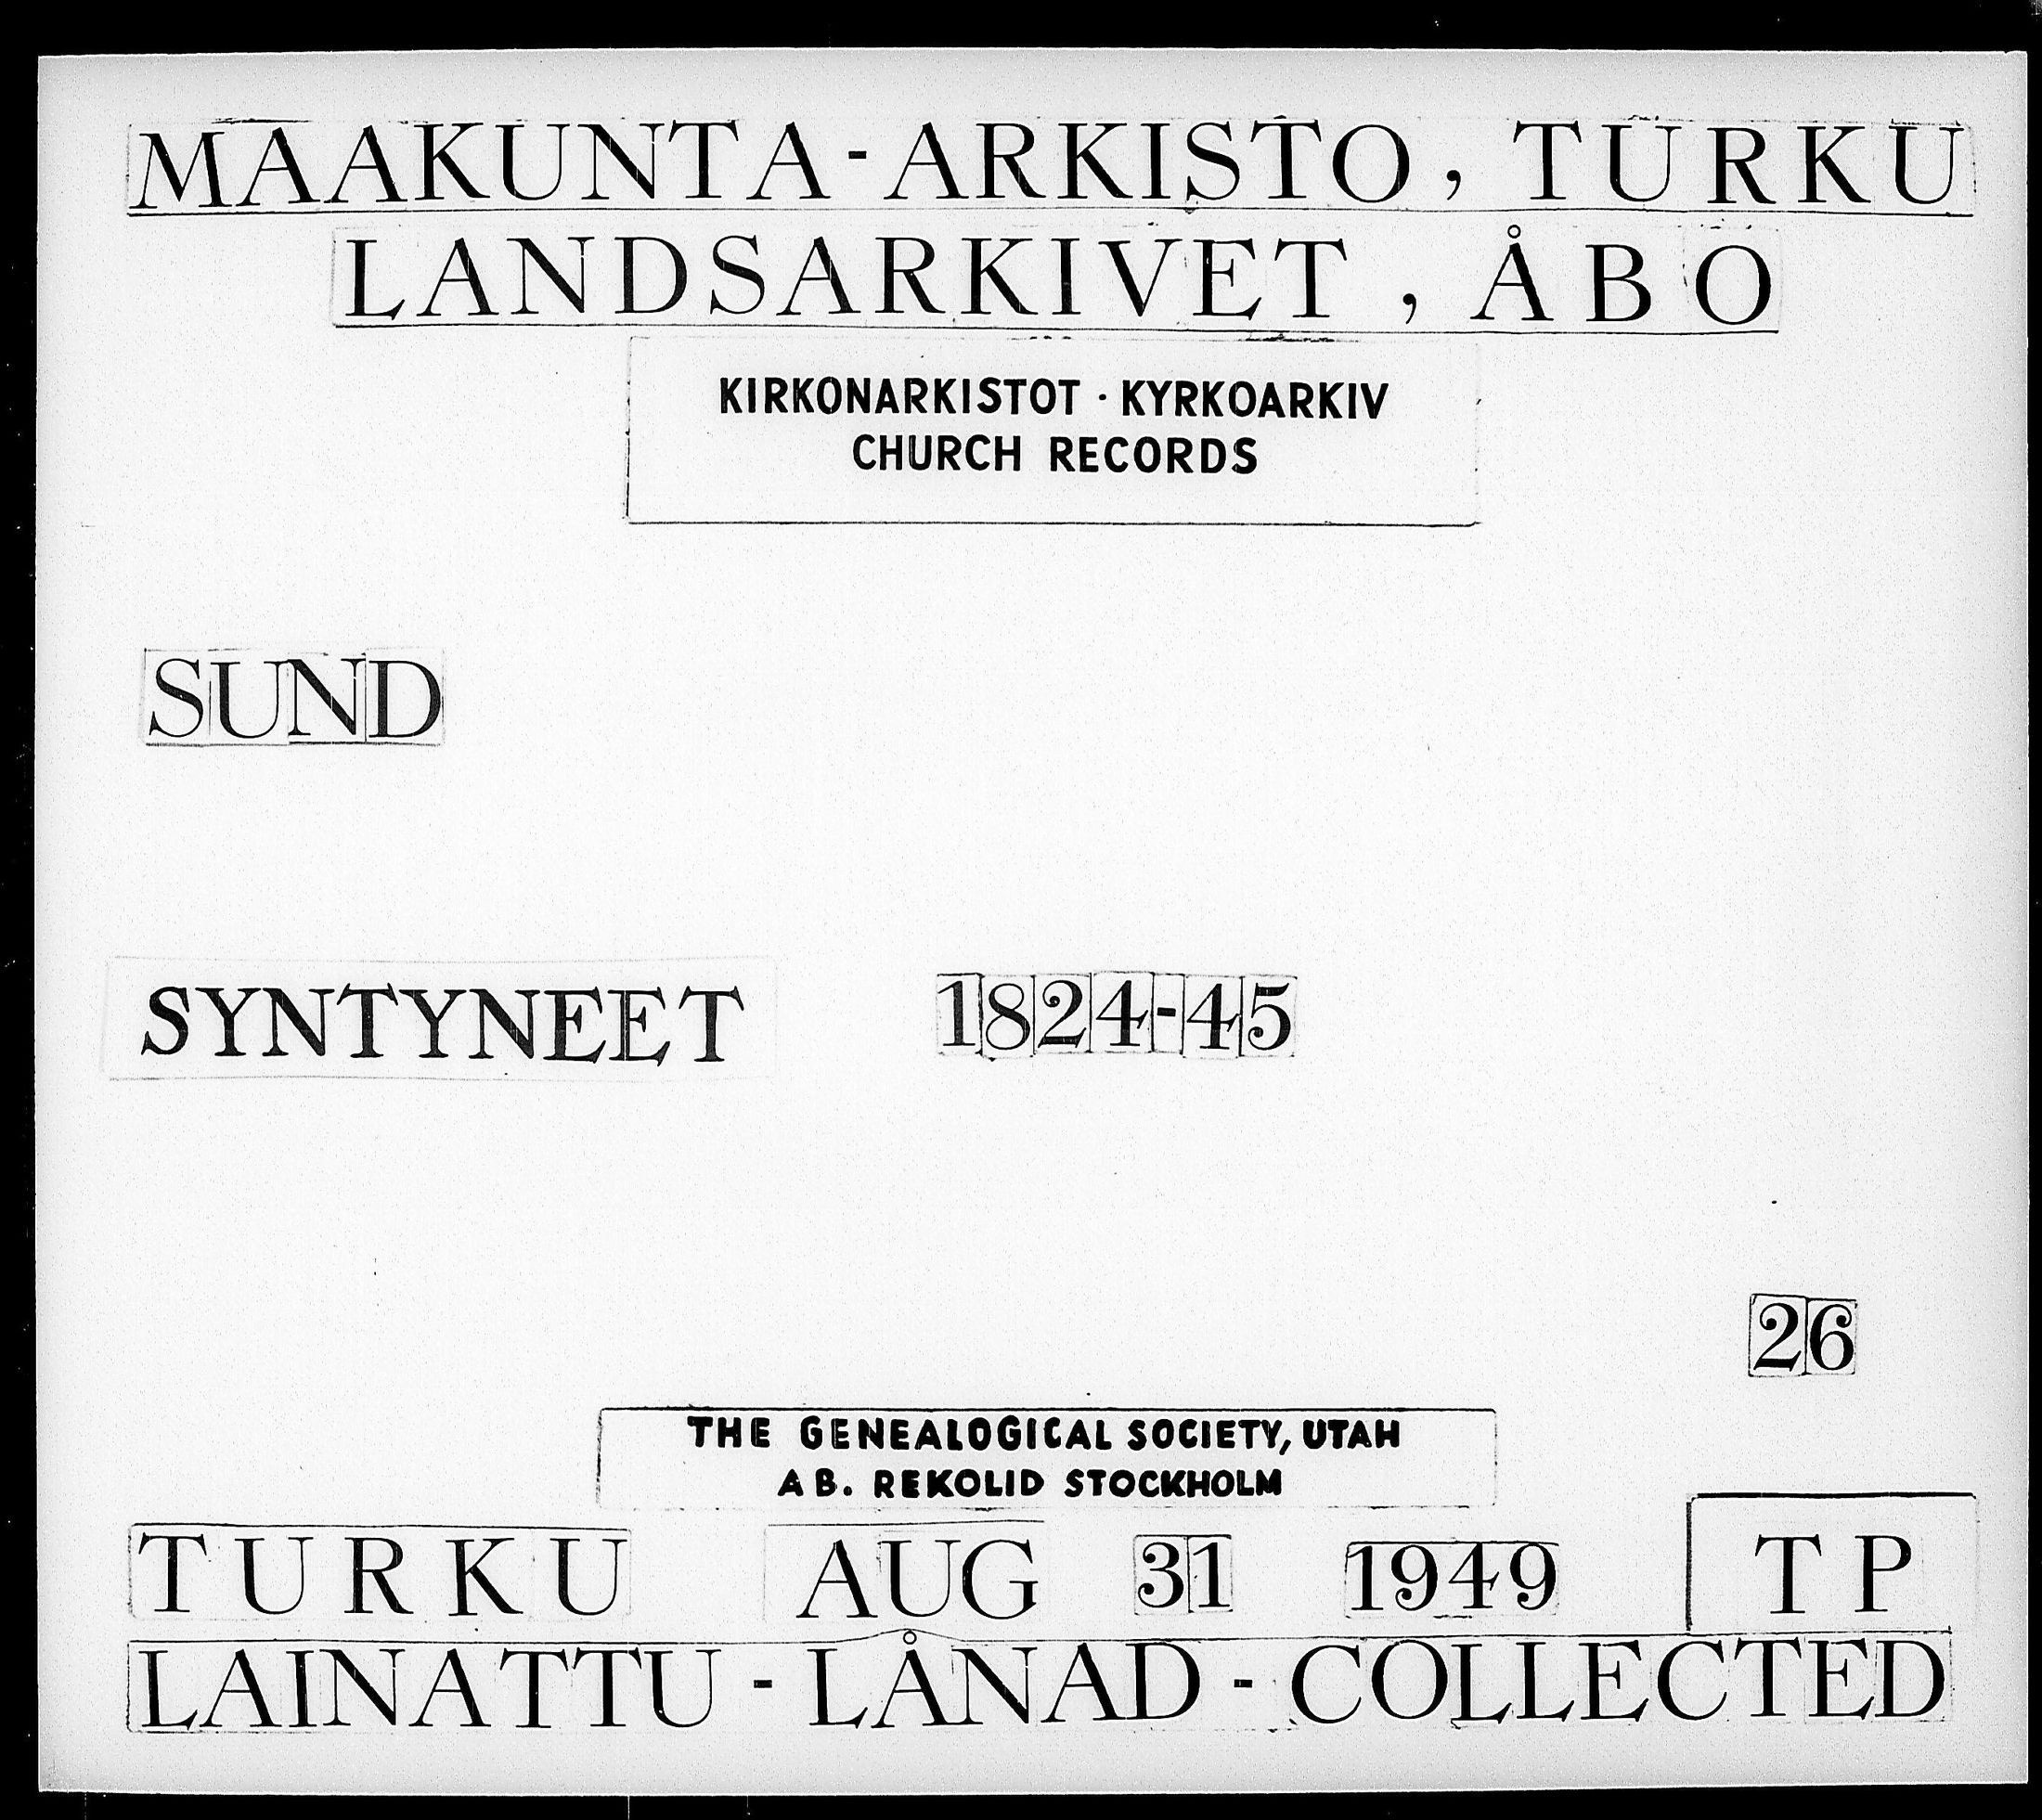 MAAKUNTA-ARKISTO, TURKU
LANDSARKIVET, ÅBO
KIRKONARKISTOT · KYRKOARKIV
CHURCH RECORDS
SUND
SYNTYNEET 1824-45
26
THE GENEALOGICAL SOCIETY, UTAH
AB. REKOLID STOCKHOLM
TURKU AUG 31 1949 TP
LAINATTU - LÅNAD - COLLECTED